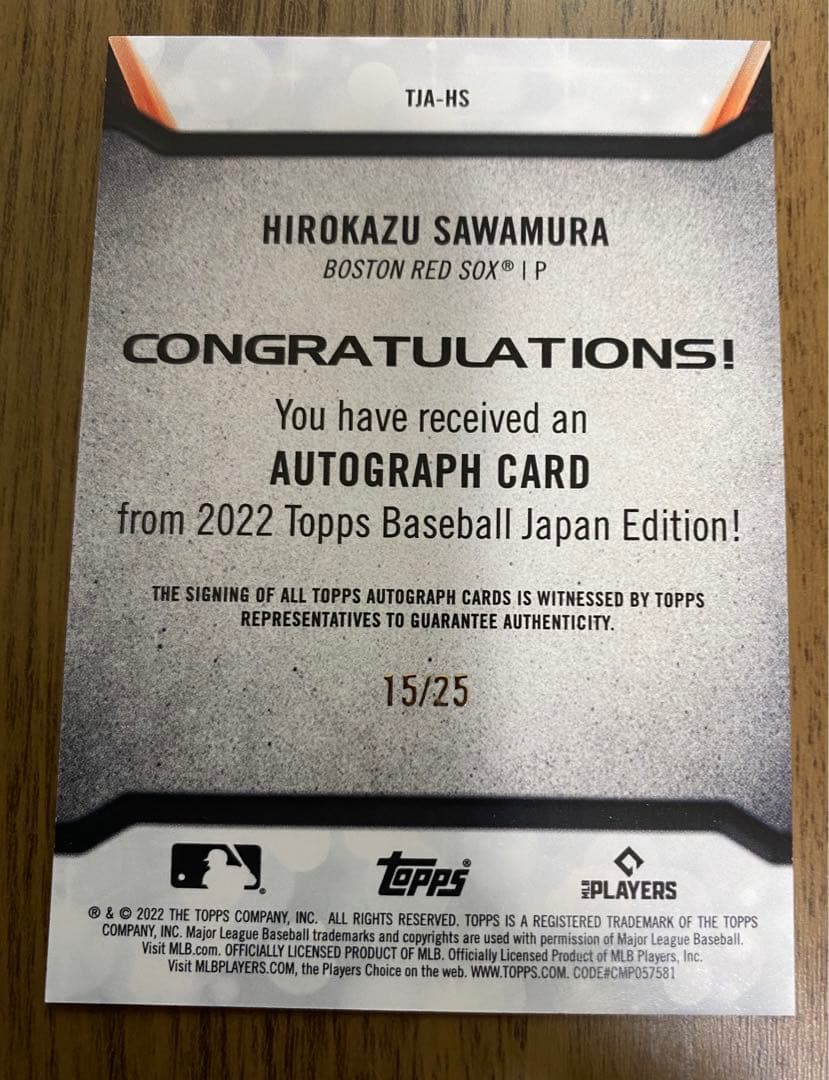 TJA-HS
HIROKAZU SAWAMURA
BOSTON RED SOX® | P
CONGRATULATIONS!
You have received an
AUTOGRAPH CARD
from 2022 Topps Baseball Japan Edition!
THE SIGNING OF ALL TOPPS AUTOGRAPH CARDS IS WITNESSED BY TOPPS
REPRESENTATIVES TO GUARANTEE AUTHENTICITY.
15/25
topps®
MLB PLAYERS
® & © 2022 THE TOPPS COMPANY, INC. ALL RIGHTS RESERVED. TOPPS IS A REGISTERED TRADEMARK OF THE TOPPS
COMPANY, INC. Major League Baseball trademarks and copyrights are used with permission of Major League Baseball.
Visit MLB.com. OFFICIALLY LICENSED PRODUCT OF MLB. Officially Licensed Product of MLB Players, Inc.
Visit MLBPLAYERS.COM, the Players Choice on the web. WWW.TOPPS.COM. CODE#CMP057581